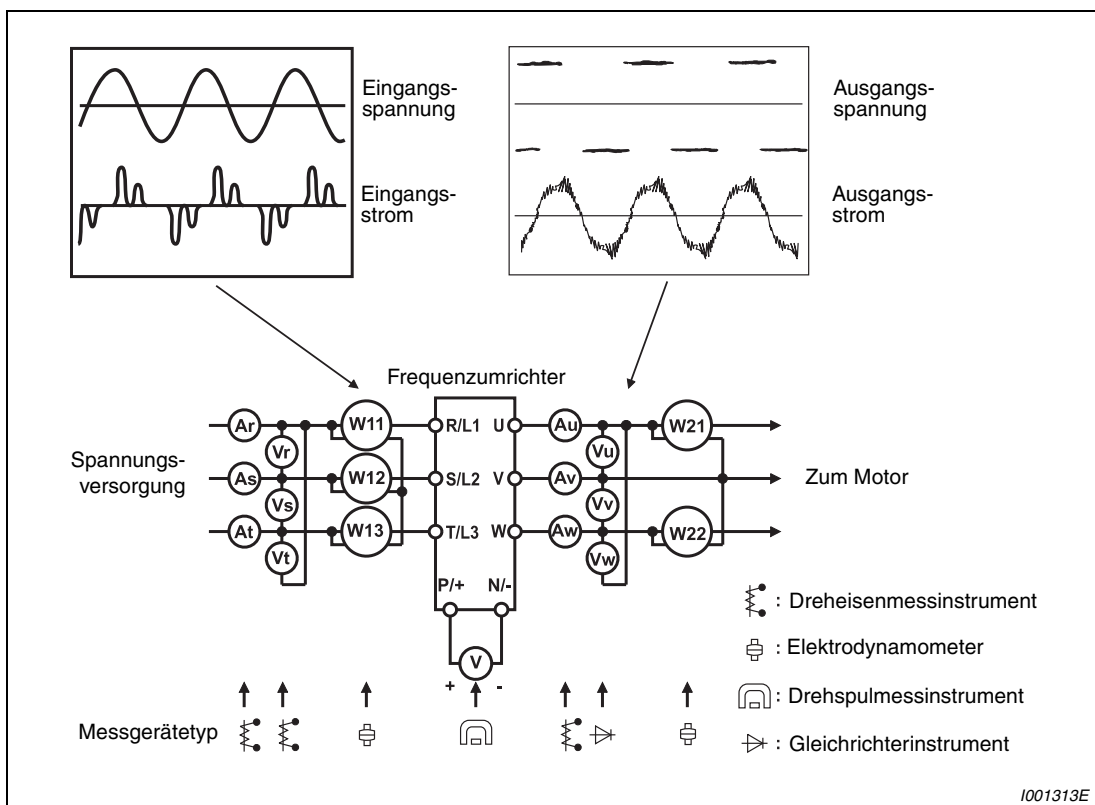 Eingangs-
spannung
Eingangs-
strom
Ausgangs-
spannung
Ausgangs-
strom
Frequenzumrichter
Spannungs-
versorgung
Ar
As
At
Vr
Vs
Vt
W11
W12
W13
R/L1
S/L2
T/L3
U
V
W
P/+
N/-
V
+ -
Au
Av
Aw
Vu
Vv
Vw
W21
W22
Zum Motor
: Dreheisenmessinstrument
: Elektrodynamometer
: Drehspulmessinstrument
: Gleichrichterinstrument
Messgerätetyp
I001313E